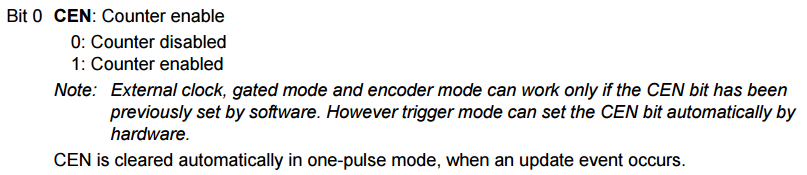 Bit 0 CEN: Counter enable
0: Counter disabled
1: Counter enabled
Note: External clock, gated mode and encoder mode can work only if the CEN bit has been
previously set by software. However trigger mode can set the CEN bit automatically by
hardware.
CEN is cleared automatically in one-pulse mode, when an update event occurs.